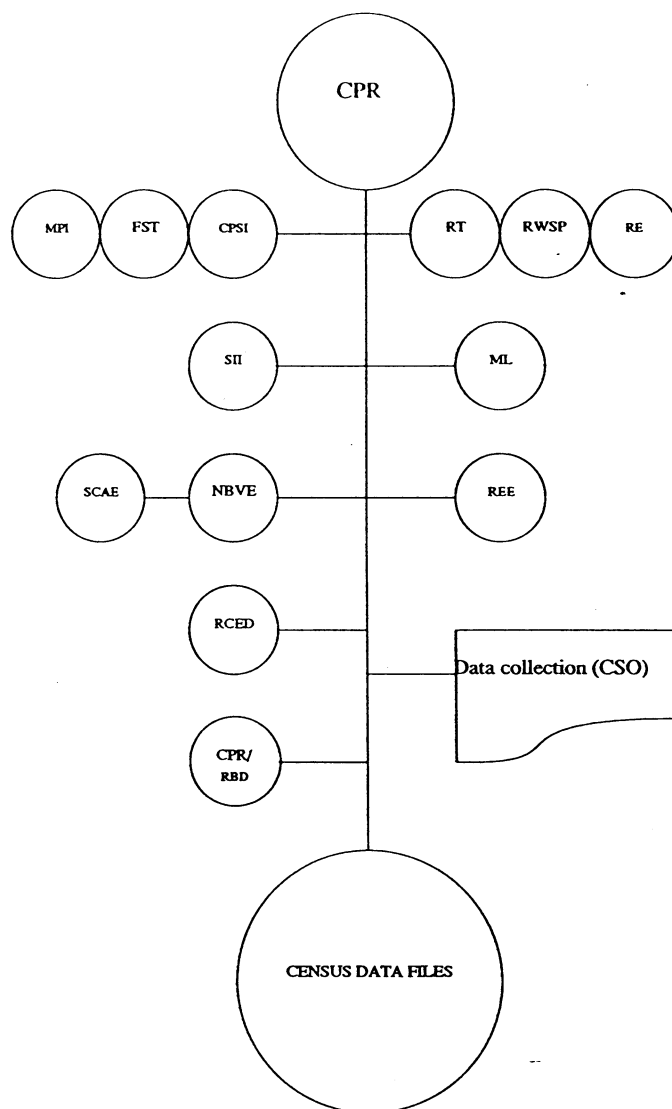 CPR
MPI FST CPSI RT RWSP RE
SII ML
SCAE NBVE REE
RCED
Data collection (CSO)
CPR/
RBD
CENSUS DATA FILES